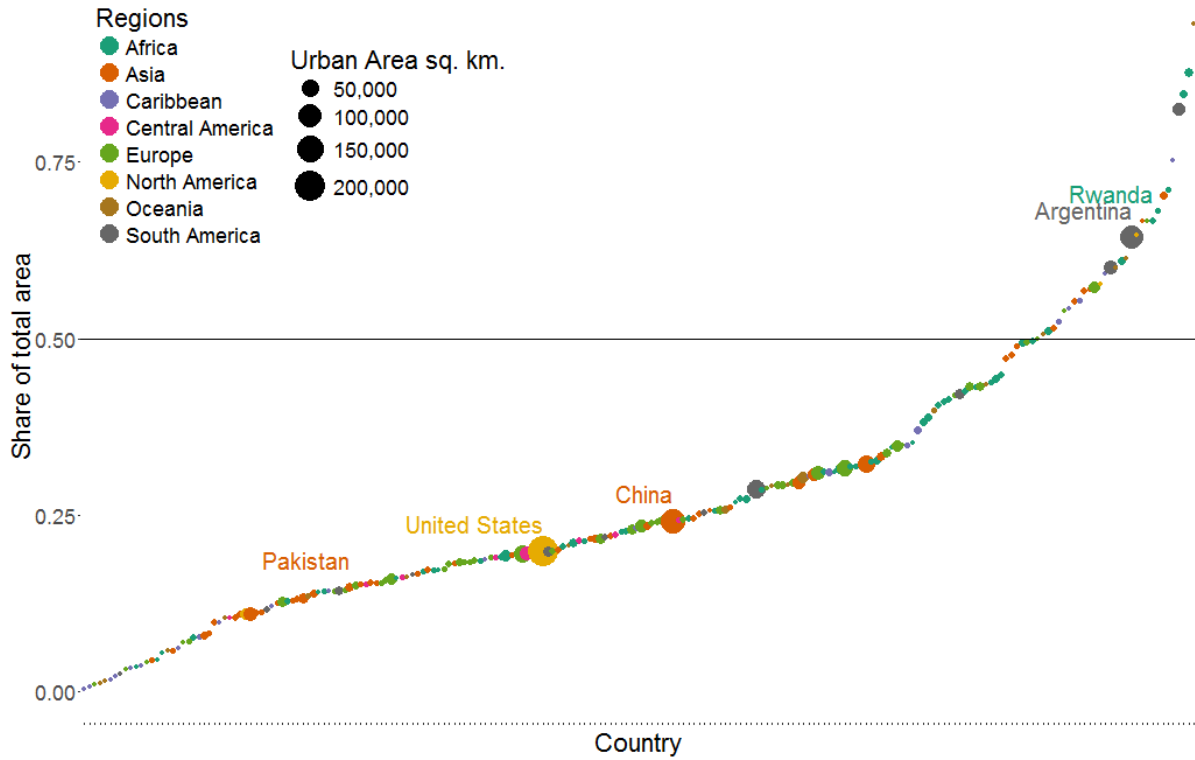 Regions
Africa
Asia
Caribbean
Central America
Europe
North America
Oceania
South America
Urban Area sq. km.
50,000
100,000
150,000
200,000
Share of total area
0.75
0.50
0.25
0.00
Rwanda
Argentina
China
United States
Pakistan
Country